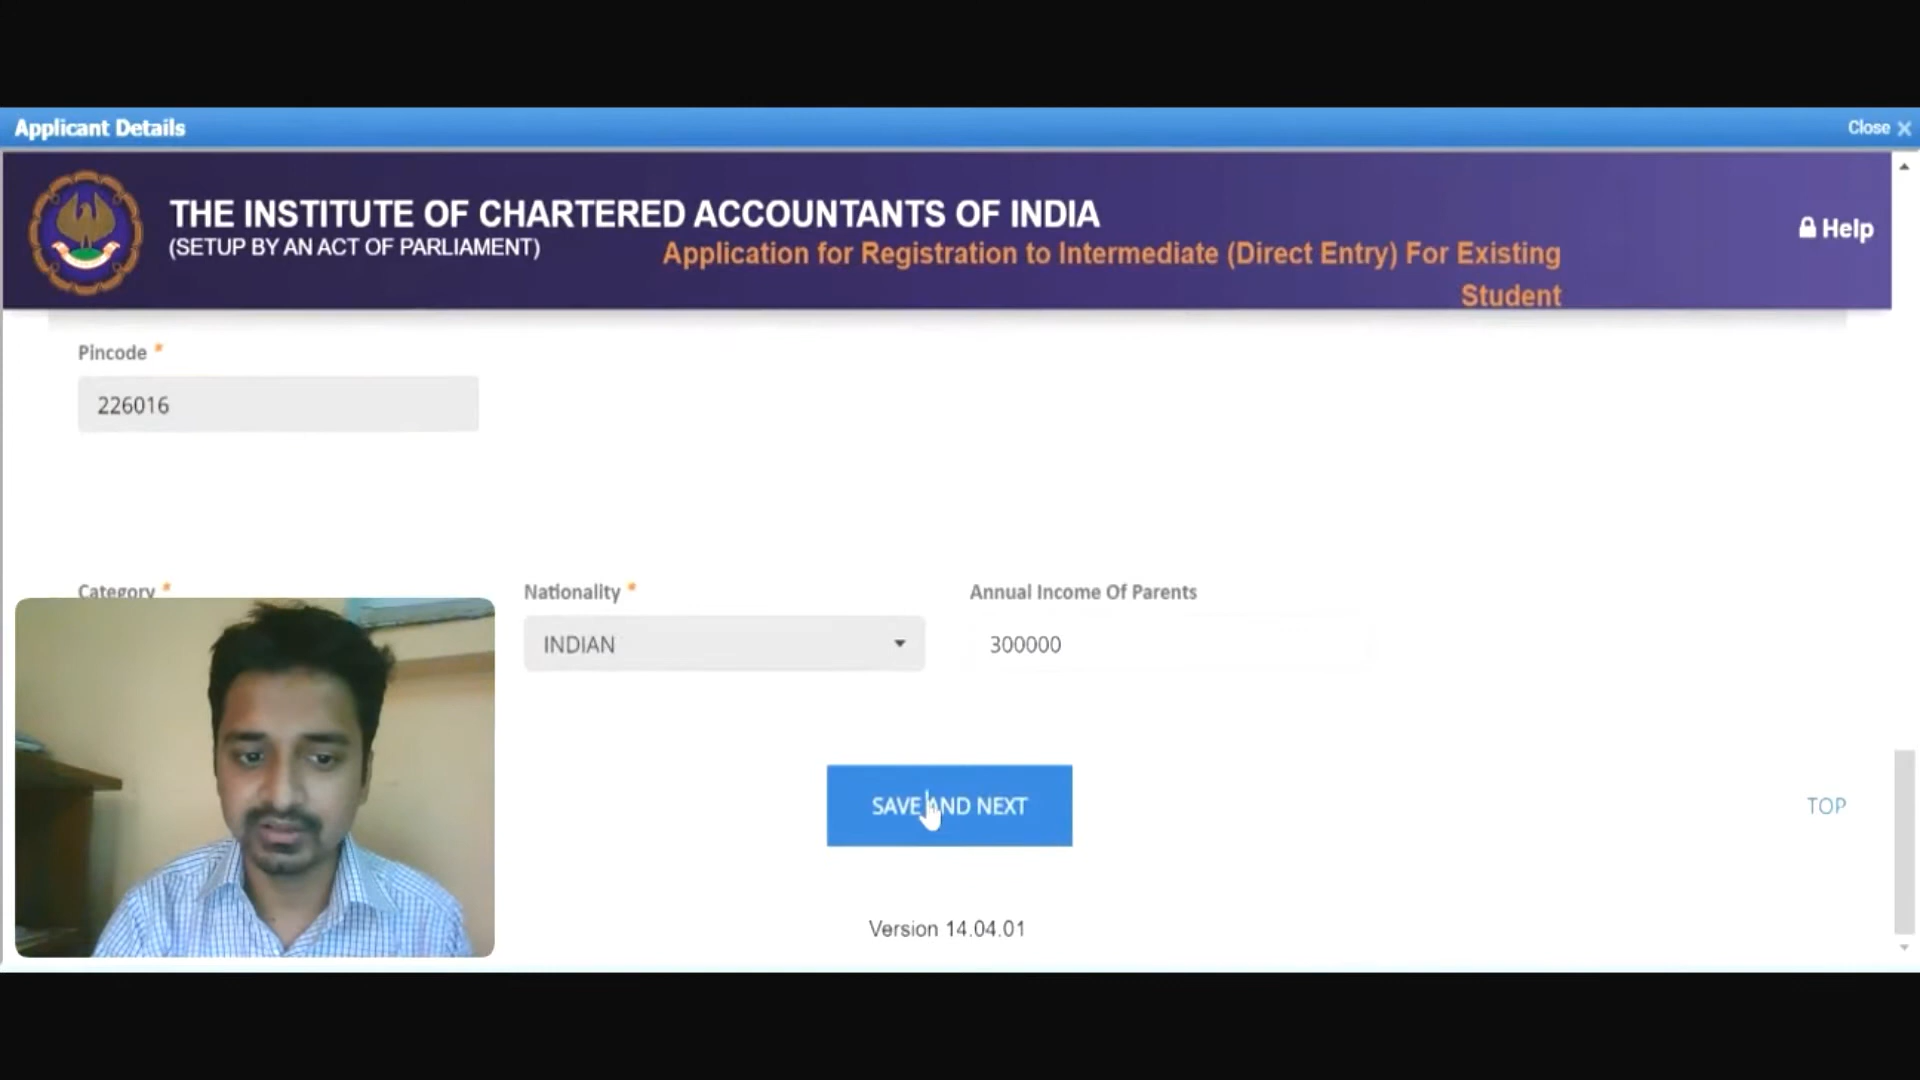 Applicant Details
Close
THE INSTITUTE OF CHARTERED ACCOUNTANTS OF INDIA
(SETUP BY AN ACT OF PARLIAMENT)
Application for Registration to Intermediate (Direct Entry) For Existing
Student
Help
Pincode *
226016
Category *
Nationality *
Annual Income Of Parents
INDIAN
300000
SAVE AND NEXT
TOP
Version 14.04.01